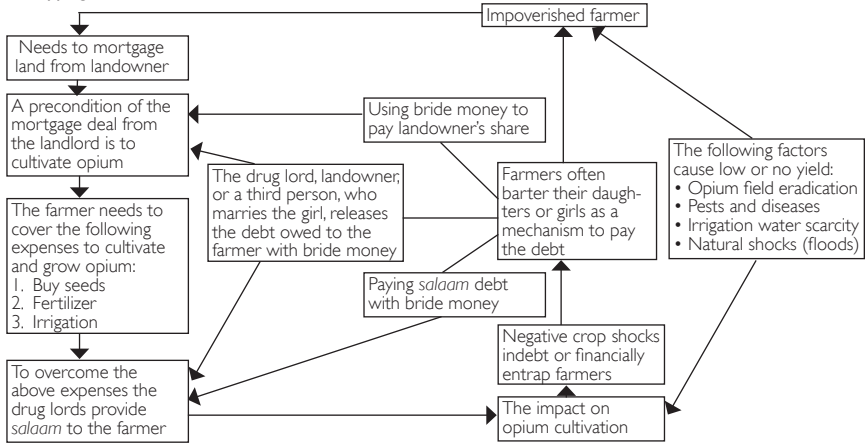 Impoverished farmer
Needs to mortgage
land from landowner
A precondition of the
mortgage deal from
the landlord is to
cultivate opium
The farmer needs to
cover the following
expenses to cultivate
and grow opium:
1. Buy seeds
2. Fertilizer
3. Irrigation
To overcome the
above expenses the
drug lords provide
salaam to the farmer
Using bride money to
pay landowner's share
The drug lord, landowner,
or a third person, who
marries the girl, releases
the debt owed to the
farmer with bride money
Paying salaam debt
with bride money
Farmers often
barter their daugh-
ters or girls as a
mechanism to pay
the debt
Negative crop shocks
indebt or financially
entrap farmers
The impact on
opium cultivation
The following factors
cause low or no yield:
• Opium field eradication
• Pests and diseases
• Irrigation water scarcity
• Natural shocks (floods)